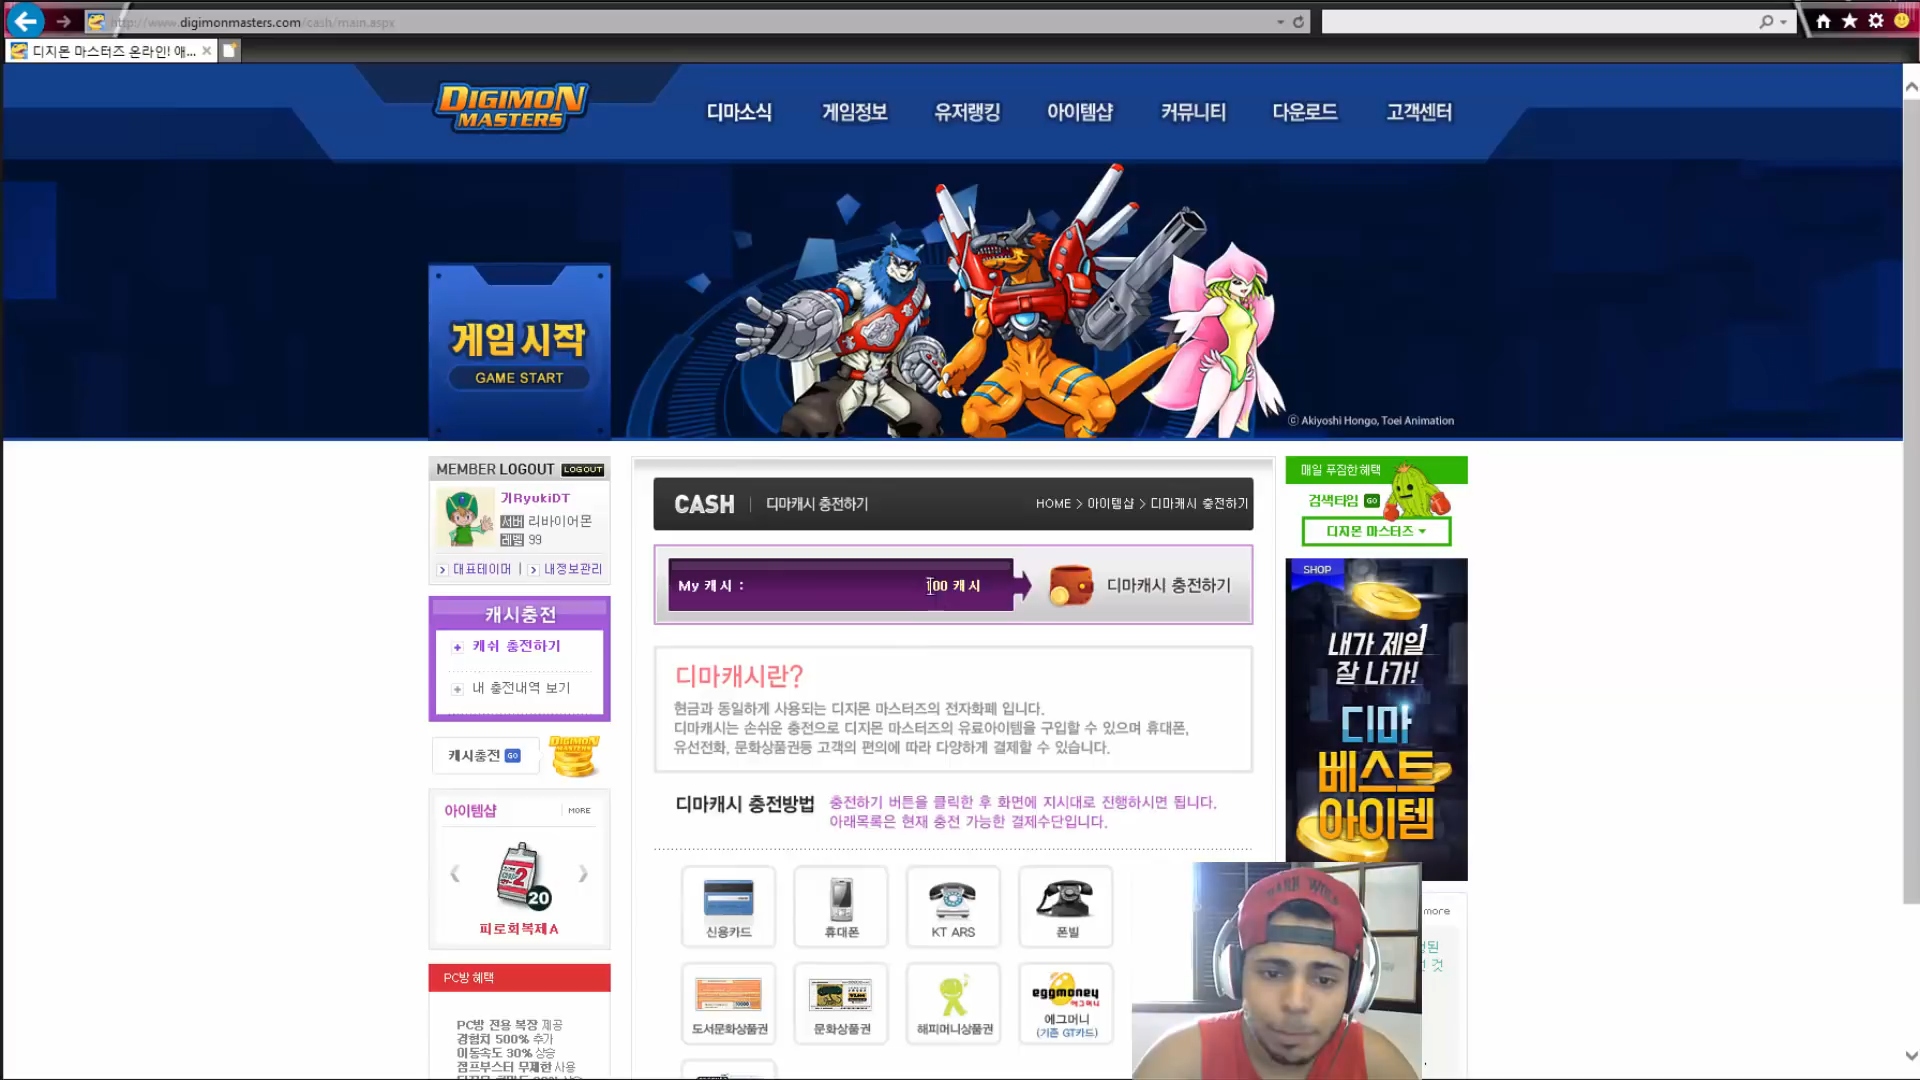 http://www.digimonmasters.com/cash/main.aspx
디지몬 마스터즈 온라인! 애...
DIGIMON MASTERS
디마소식
게임정보
유저랭킹
아이템샵
커뮤니티
다운로드
고객센터
게임시작
GAME START
© Akiyoshi Hongo, Toei Animation
MEMBER LOGOUT LOGOUT
기RyukiDT
서버 리바이어몬
레벨 99
대표테이머 | 내정보관리
캐시충전
캐쉬 충전하기
내 충전내역 보기
캐시충전 GO
DIGIMON MASTERS
아이템샵 MORE
20
피로회복제A
PC방 혜택
PC방 전용 복장 제공
경험치 500% 추가
이동속도 30% 상승
점프부스터 무제한 사용
CASH 디마캐시 충전하기
HOME > 아이템샵 > 디마캐시 충전하기
My 캐시 :
00 캐시
디마캐시 충전하기
디마캐시란?
현금과 동일하게 사용되는 디지몬 마스터즈의 전자화폐 입니다.
디마캐시는 손쉬운 충전으로 디지몬 마스터즈의 유료아이템을 구입할 수 있으며 휴대폰,
유선전화, 문화상품권등 고객의 편의에 따라 다양하게 결제할 수 있습니다.
디마캐시 충전방법
충전하기 버튼을 클릭한 후 화면에 지시대로 진행하시면 됩니다.
아래목록은 현재 충전 가능한 결제수단입니다.
신용카드
휴대폰
KT ARS
폰빌
도서문화상품권
문화상품권
해피머니상품권
eggmoney
에그머니
에그머니
(기존 GT카드)
매일 푸짐한 혜택
검색타임 GO
디지몬 마스터즈
SHOP
내가 제일
잘 나가!
디마
베스트
아이템
more